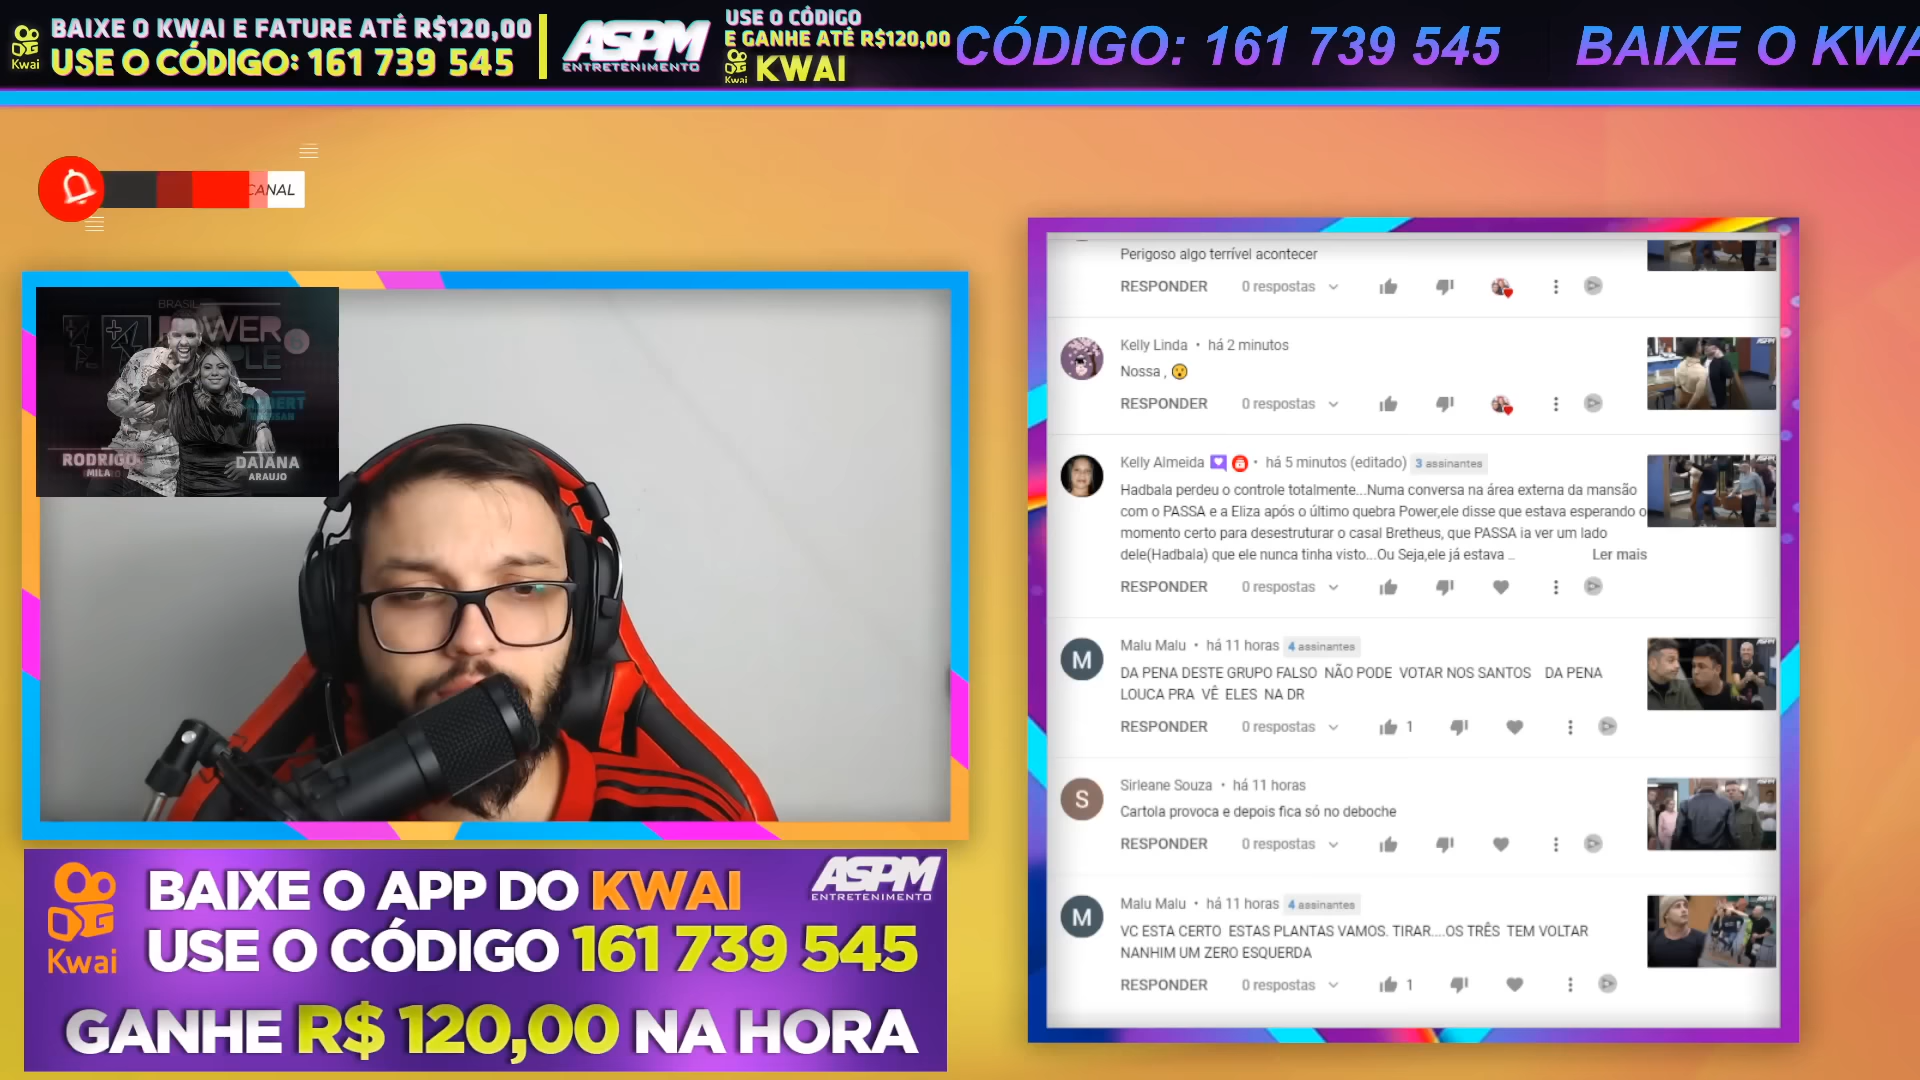 BAIXE O KWAI E FATURE ATÉ R$120,00
USE O CÓDIGO: 161 739 545
Kwai
ASPM
ENTRETENIMENTO
USE O CÓDIGO
E GANHE ATÉ R$120,00
Kwai KWAI
CÓDIGO: 161 739 545 BAIXE O KWA
CANAL
BRASIL
POWER
RODRIGO
MILA
DAIANA
ARAUJO
Perigoso algo terrível acontecer
RESPONDER 0 respostas
Kelly Linda • há 2 minutos
Nossa , 😮
RESPONDER 0 respostas
Kelly Almeida • há 5 minutos (editado) 3 assinantes
Hadbala perdeu o controle totalmente...Numa conversa na área externa da mansão
com o PASSA e a Eliza após o último quebra Power,ele disse que estava esperando o
momento certo para desestruturar o casal Bretheus, que PASSA ia ver um lado
dele(Hadbala) que ele nunca tinha visto...Ou Seja,ele já estava ... Ler mais
RESPONDER 0 respostas
M
Malu Malu • há 11 horas 4 assinantes
DA PENA DESTE GRUPO FALSO NÃO PODE VOTAR NOS SANTOS DA PENA
LOUCA PRA VÊ ELES NA DR
RESPONDER 0 respostas 1
S
Sirleane Souza • há 11 horas
Cartola provoca e depois fica só no deboche
RESPONDER 0 respostas
M
Malu Malu • há 11 horas 4 assinantes
VC ESTA CERTO ESTAS PLANTAS VAMOS. TIRAR....OS TRÊS TEM VOLTAR
NANHIM UM ZERO ESQUERDA
RESPONDER 0 respostas 1
Kwai
BAIXE O APP DO KWAI
ASPM
ENTRETENIMENTO
USE O CÓDIGO 161 739 545
GANHE R$ 120,00 NA HORA